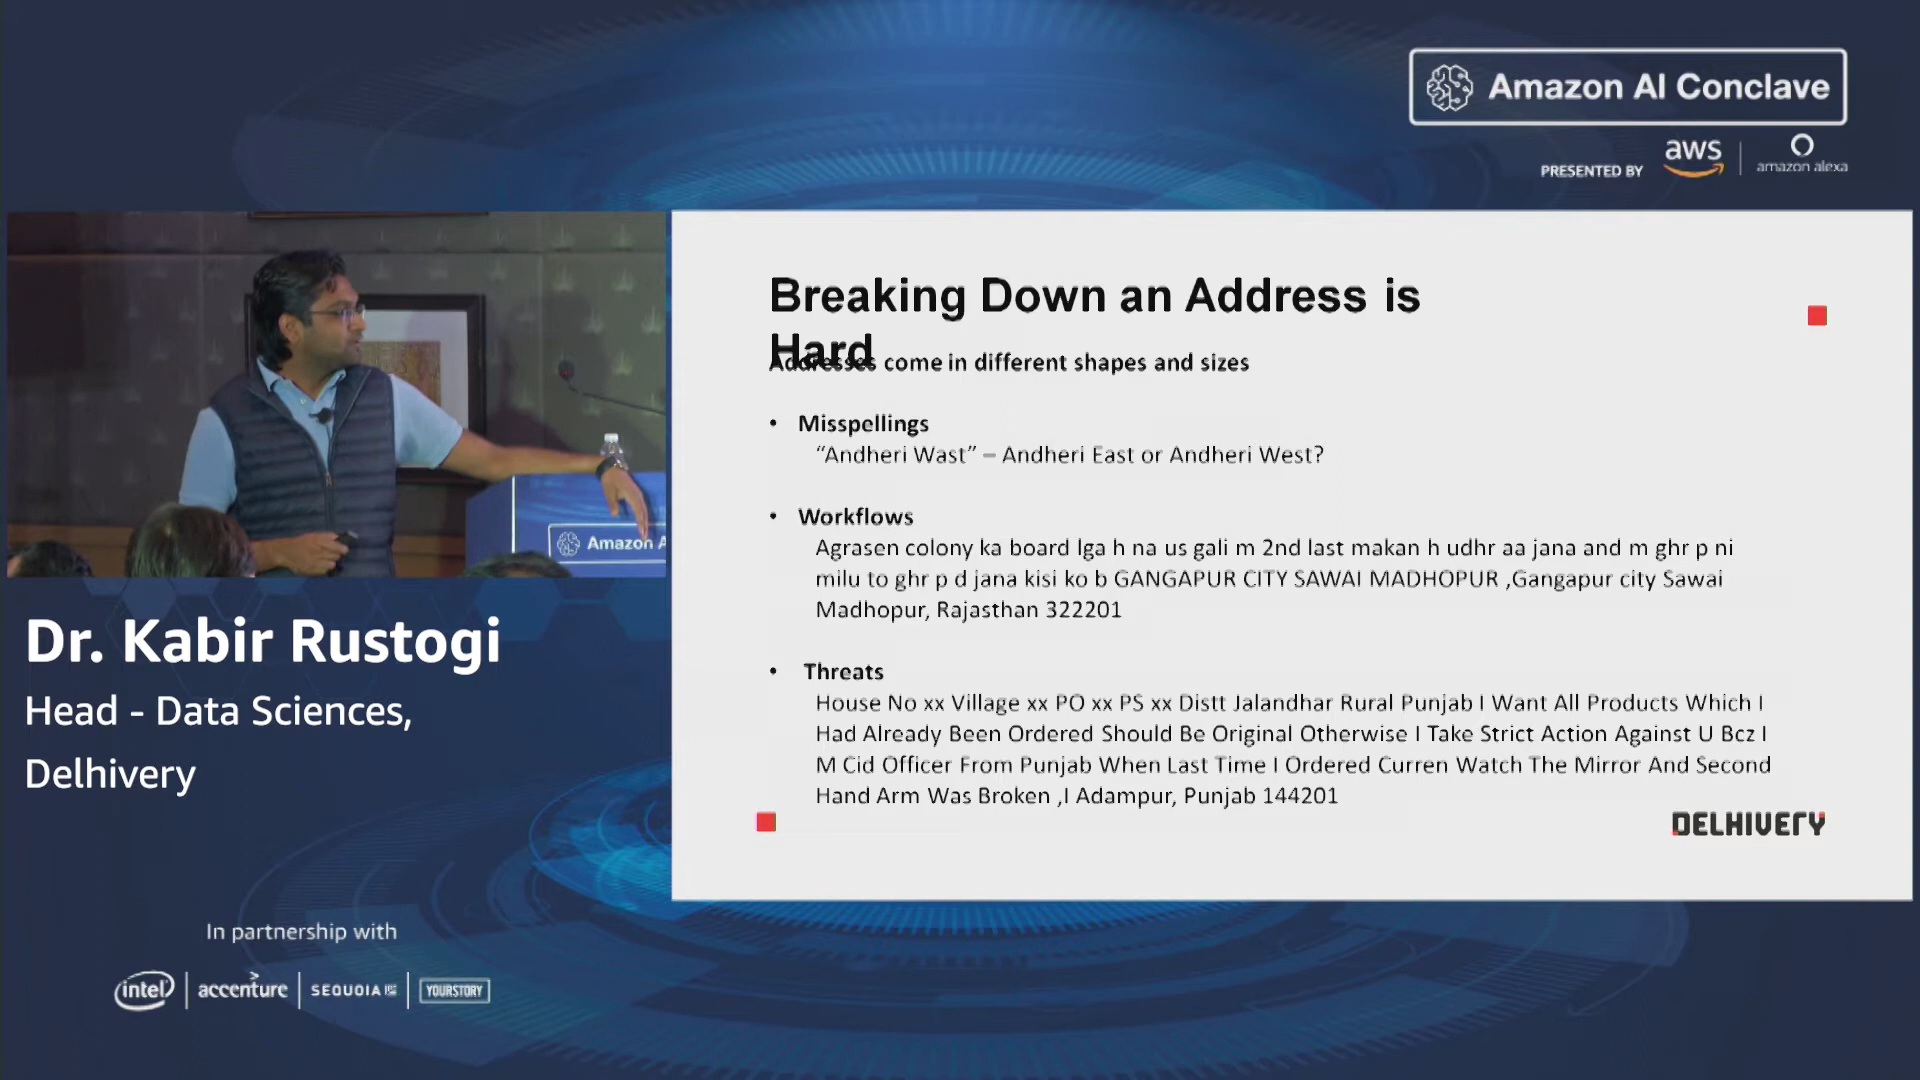 Amazon AI Conclave
PRESENTED BY
aws
amazon alexa
Breaking Down an Address is
Hard
Addresses come in different shapes and sizes
• Misspellings
“Andheri Wast” – Andheri East or Andheri West?
• Workflows
Agrasen colony ka board lga h na us gali m 2nd last makan h udhr aa jana and m ghr p ni
milu to ghr p d jana kisi ko b GANGAPUR CITY SAWAI MADHOPUR ,Gangapur city Sawai
Madhopur, Rajasthan 322201
• Threats
House No xx Village xx PO xx PS xx Distt Jalandhar Rural Punjab I Want All Products Which I
Had Already Been Ordered Should Be Original Otherwise I Take Strict Action Against U Bcz I
M Cid Officer From Punjab When Last Time I Ordered Curren Watch The Mirror And Second
Hand Arm Was Broken ,I Adampur, Punjab 144201
DELHIVERY
Amazon A
Dr. Kabir Rustogi
Head - Data Sciences,
Delhivery
In partnership with
intel
accenture
SEQUOIA
YOURSTORY